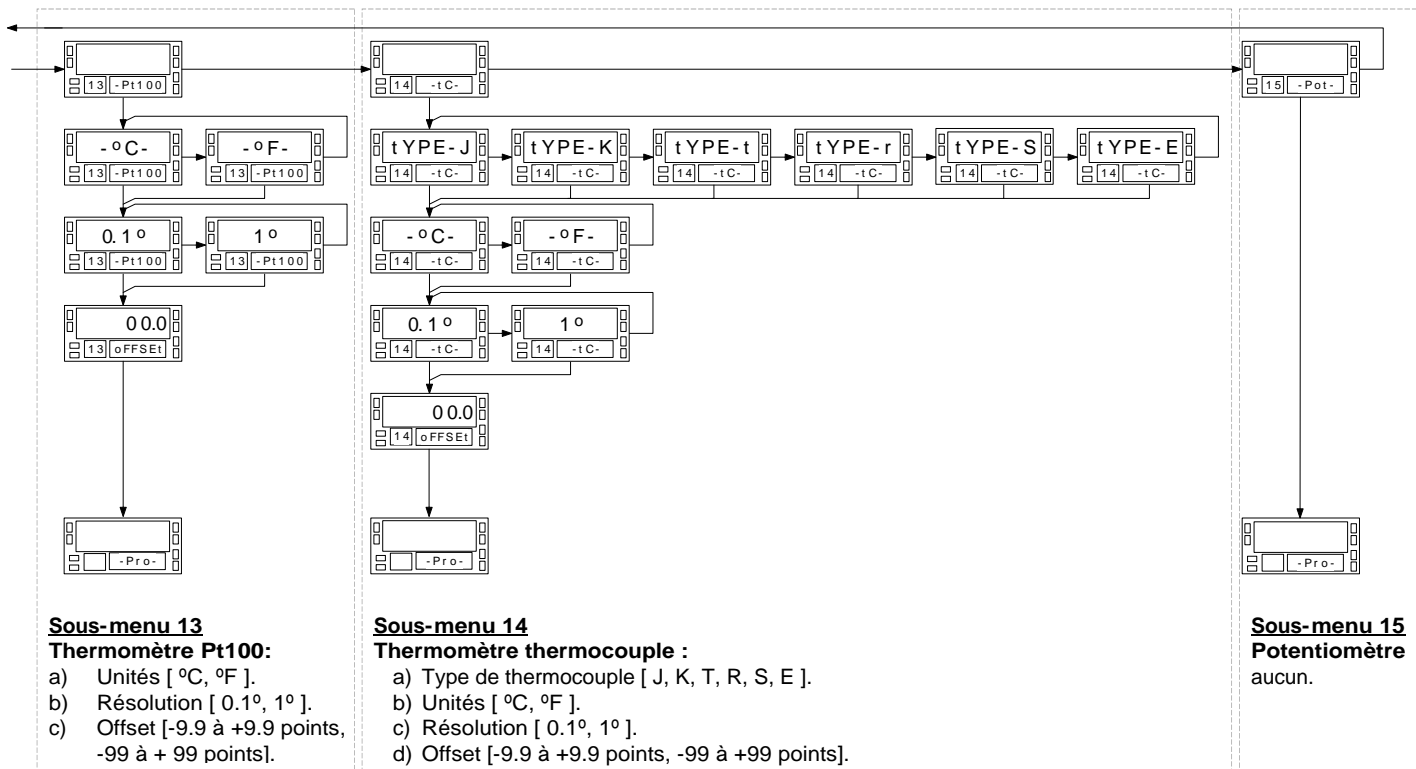 13 -Pt100
14 -tC-
15 -Pot-
-ºC-
13 -Pt100
-ºF-
13 -Pt100
tYPE-J
14 -tC-
tYPE-K
14 -tC-
tYPE-t
14 -tC-
tYPE-r
14 -tC-
tYPE-S
14 -tC-
tYPE-E
14 -tC-
0.1º
13 -Pt100
1º
13 -Pt100
-ºC-
14 -tC-
-ºF-
14 -tC-
00.0
13 oFFSEt
0.1º
14 -tC-
1º
14 -tC-
00.0
14 oFFSEt
-Pro-
-Pro-
-Pro-
Sous-menu 13
Thermomètre Pt100:
a) Unités [ ºC, ºF ].
b) Résolution [ 0.1º, 1º ].
c) Offset [-9.9 à +9.9 points,
-99 à + 99 points].
Sous-menu 14
Thermomètre thermocouple :
a) Type de thermocouple [ J, K, T, R, S, E ].
b) Unités [ ºC, ºF ].
c) Résolution [ 0.1º, 1º ].
d) Offset [-9.9 à +9.9 points, -99 à +99 points].
Sous-menu 15
Potentiomètre
aucun.